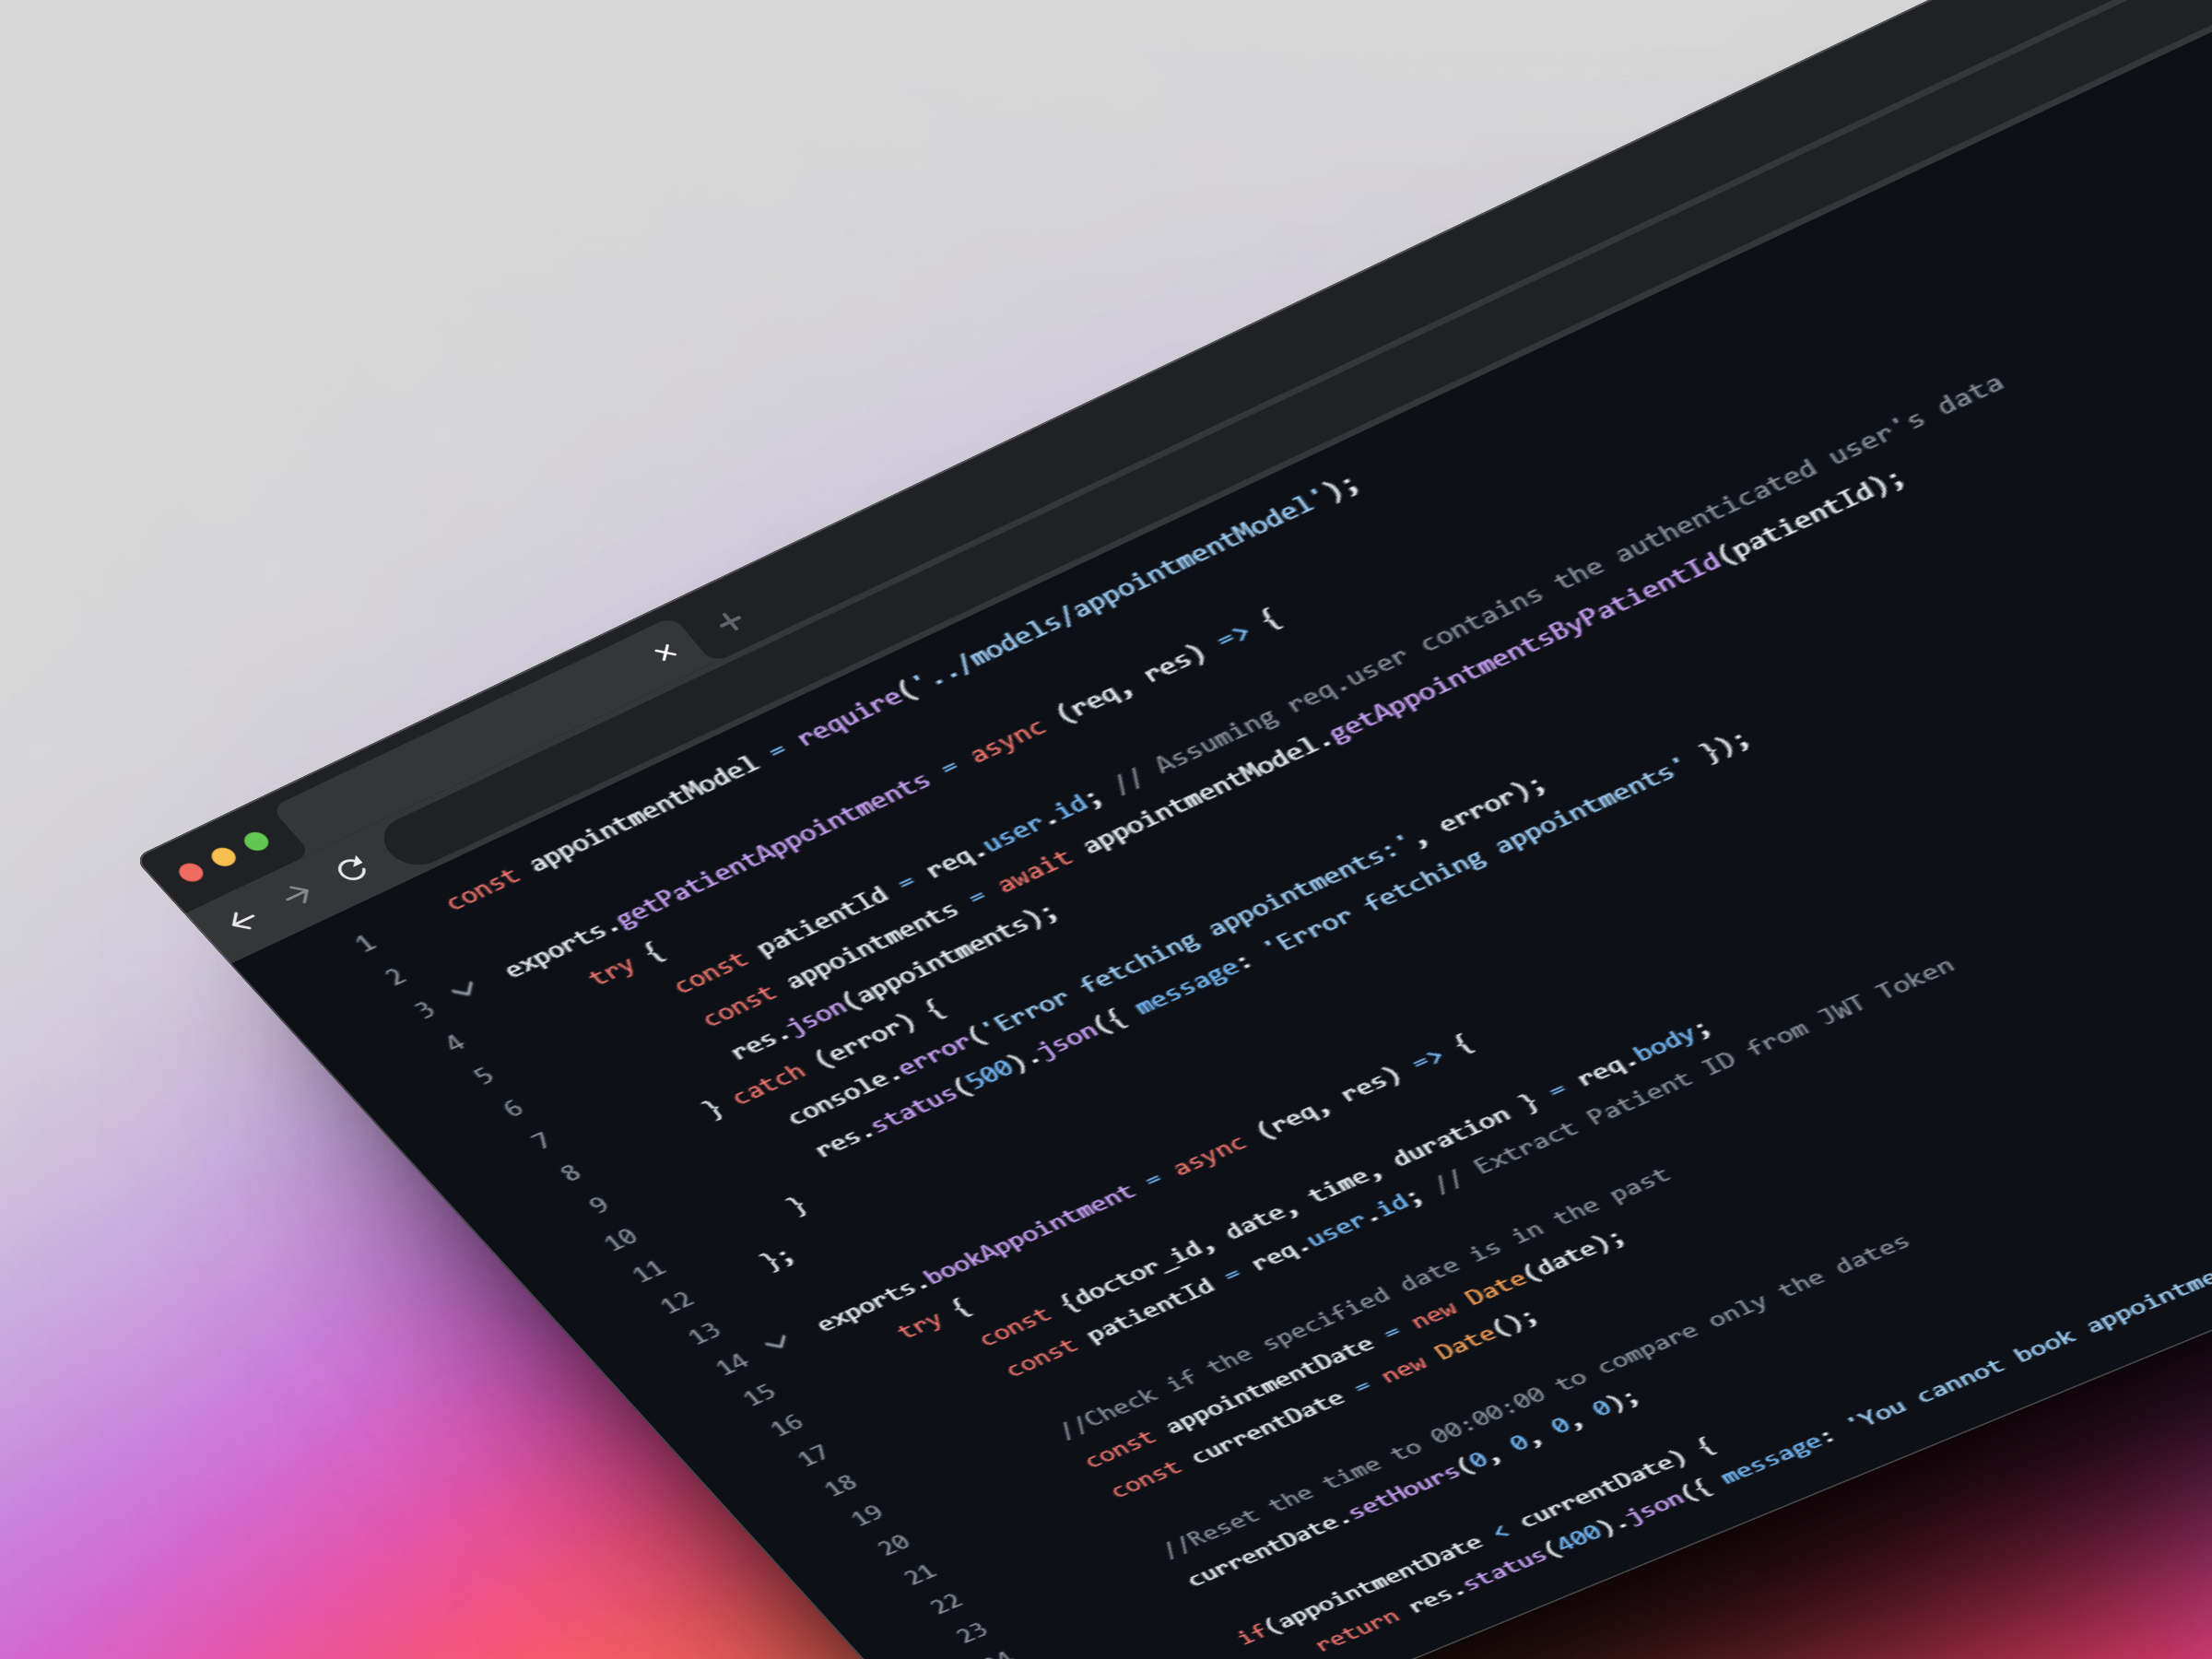 1 const appointmentModel = require('../models/appointmentModel');
2
3 exports.getPatientAppointments = async (req, res) => {
4 try {
5 const patientId = req.user.id; // Assuming req.user contains the authenticated user's data
6 const appointments = await appointmentModel.getAppointmentsByPatientId(patientId);
7 res.json(appointments);
8 } catch (error) {
9 console.error('Error fetching appointments:', error);
10 res.status(500).json({ message: 'Error fetching appointments' });
11 }
12 };
13
14 exports.bookAppointment = async (req, res) => {
15 try {
16 const {doctor_id, date, time, duration } = req.body;
17 const patientId = req.user.id; // Extract Patient ID from JWT Token
18
19 //Check if the specified date is in the past
20 const appointmentDate = new Date(date);
21 const currentDate = new Date();
22
23 //Reset the time to 00:00:00 to compare only the dates
currentDate.setHours(0, 0, 0, 0);
if(appointmentDate < currentDate) {
return res.status(400).json({ message: 'You cannot book